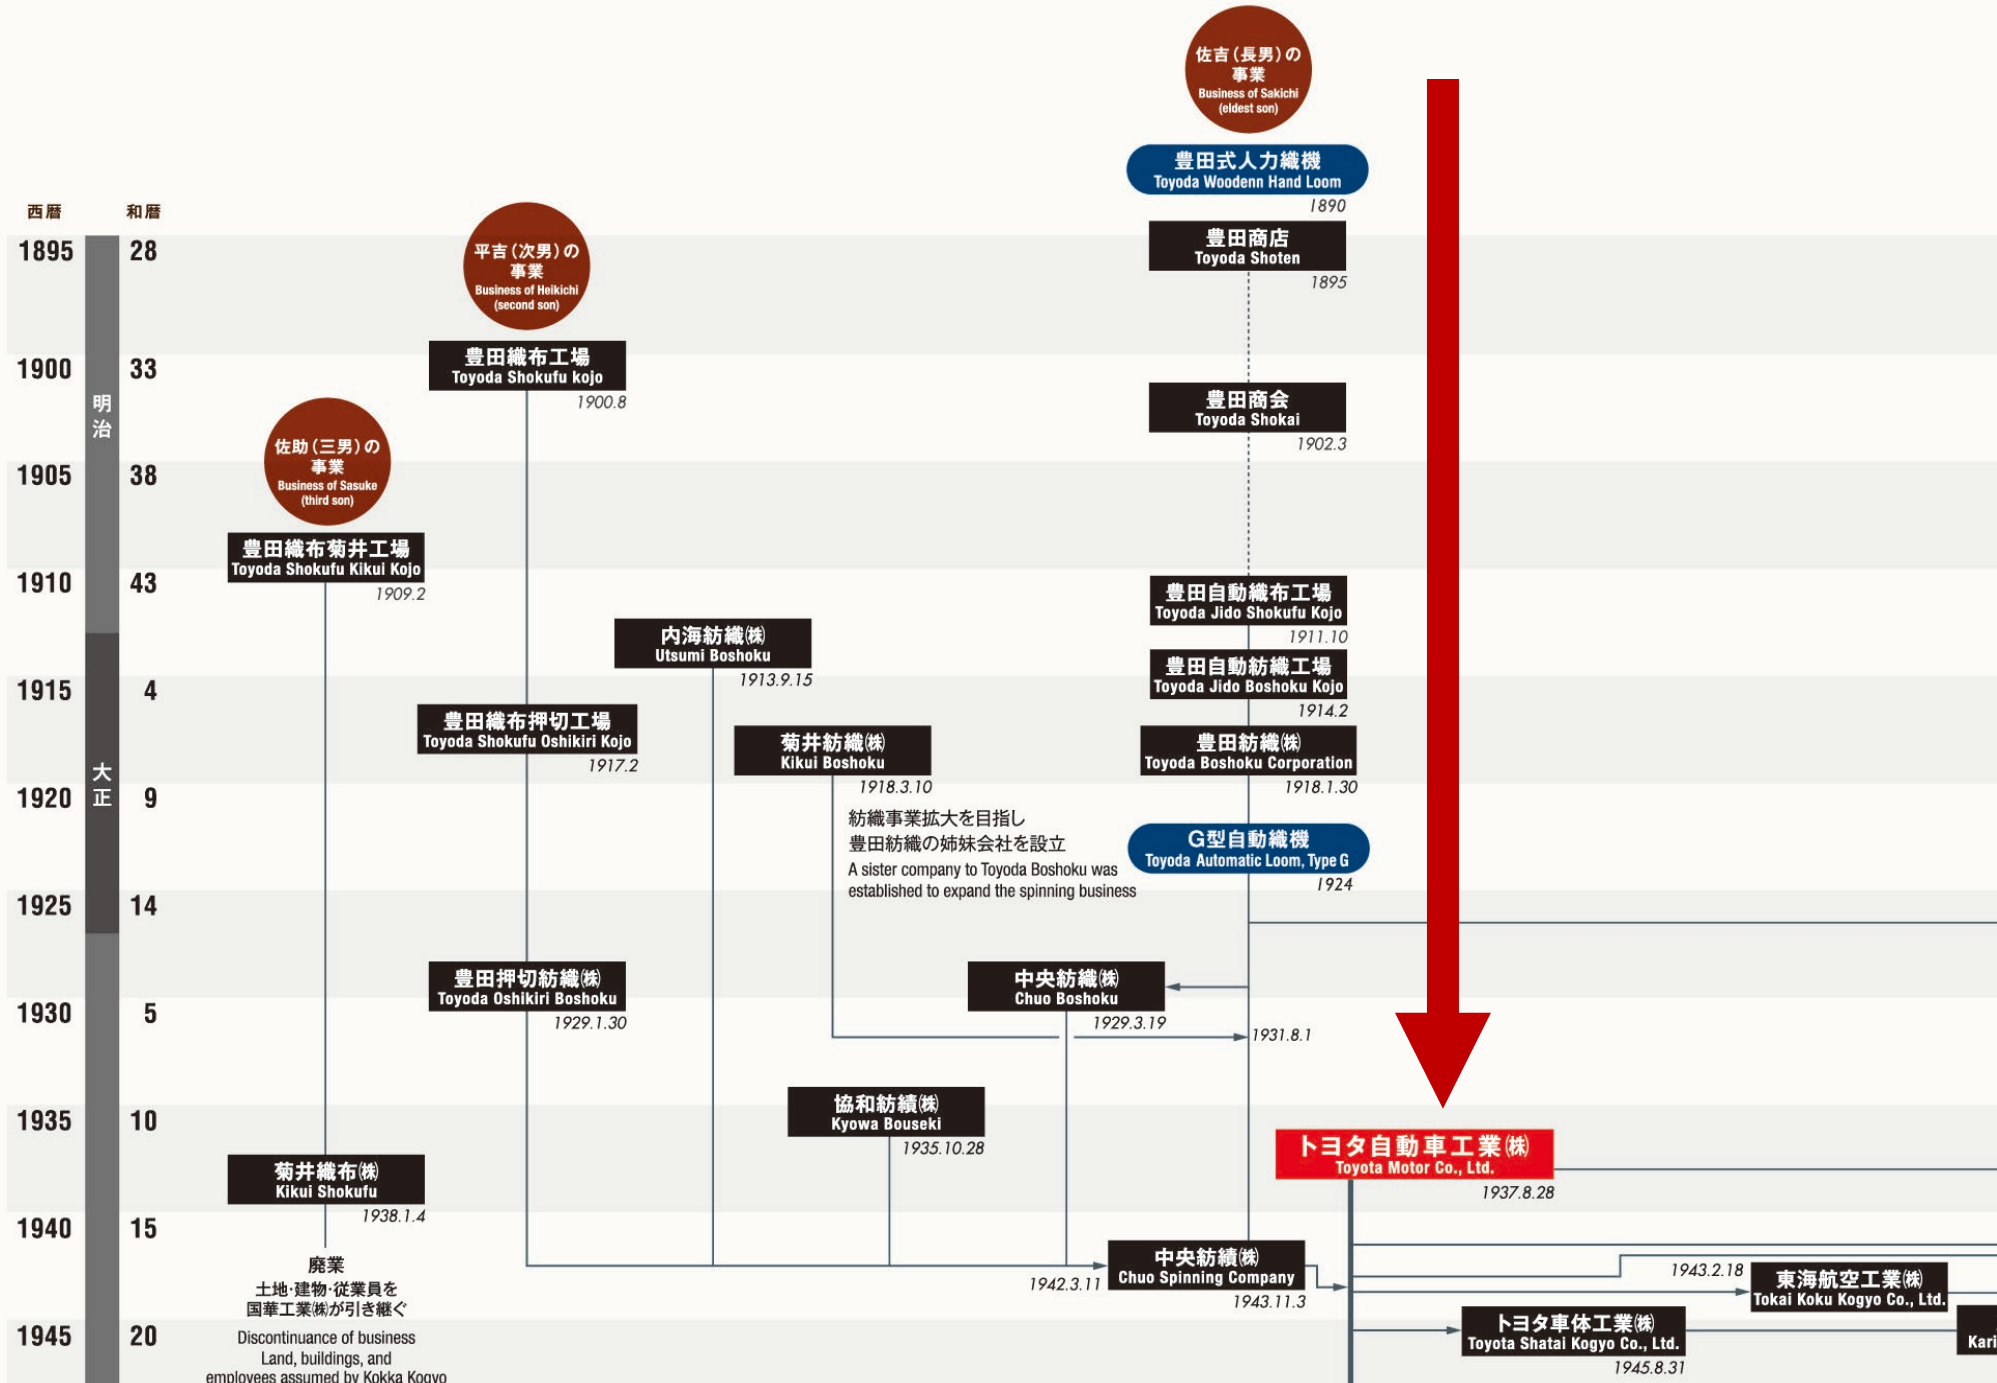 佐吉（長男）の
事業
Business of Sakichi
(eldest son)
豊田式人力織機
Toyoda Woodenn Hand Loom
1890
西暦
和暦
1895
28
豊田商店
Toyoda Shoten
1895
平吉（次男）の
事業
Business of Heikichi
(second son)
豊田織布工場
Toyoda Shokufu kojo
1900.8
1900
33
明治
豊田商会
Toyoda Shokai
1902.3
佐助（三男）の
事業
Business of Sasuke
(third son)
1905
38
豊田織布菊井工場
Toyoda Shokufu Kikui Kojo
1909.2
1910
43
豊田自動織布工場
Toyoda Jido Shokufu Kojo
1911.10
内海紡織㈱
Utsumi Boshoku
1913.9.15
豊田自動紡織工場
Toyoda Jido Boshoku Kojo
1914.2
1915
4
豊田織布押切工場
Toyoda Shokufu Oshikiri Kojo
1917.2
菊井紡織㈱
Kikui Boshoku
1918.3.10
豊田紡織㈱
Toyoda Boshoku Corporation
1918.1.30
大正
1920
9
紡織事業拡大を目指し
豊田紡織の姉妹会社を設立
A sister company to Toyoda Boshoku was
established to expand the spinning business
G型自動織機
Toyoda Automatic Loom, Type G
1924
1925
14
豊田押切紡織㈱
Toyoda Oshikiri Boshoku
1929.1.30
中央紡織㈱
Chuo Boshoku
1929.3.19
1930
5
1931.8.1
協和紡績㈱
Kyowa Bouseki
1935.10.28
1935
10
トヨタ自動車工業㈱
Toyota Motor Co., Ltd.
1937.8.28
菊井織布㈱
Kikui Shokufu
1938.1.4
1940
15
廃業
土地・建物・従業員を
国華工業㈱が引き継ぐ
Discontinuance of business
Land, buildings, and
employees assumed by Kokka Kogyo
1942.3.11
中央紡績㈱
Chuo Spinning Company
1943.11.3
1943.2.18
東海航空工業㈱
Tokai Koku Kogyo Co., Ltd.
1945
20
トヨタ車体工業㈱
Toyota Shatai Kogyo Co., Ltd.
1945.8.31
Kari